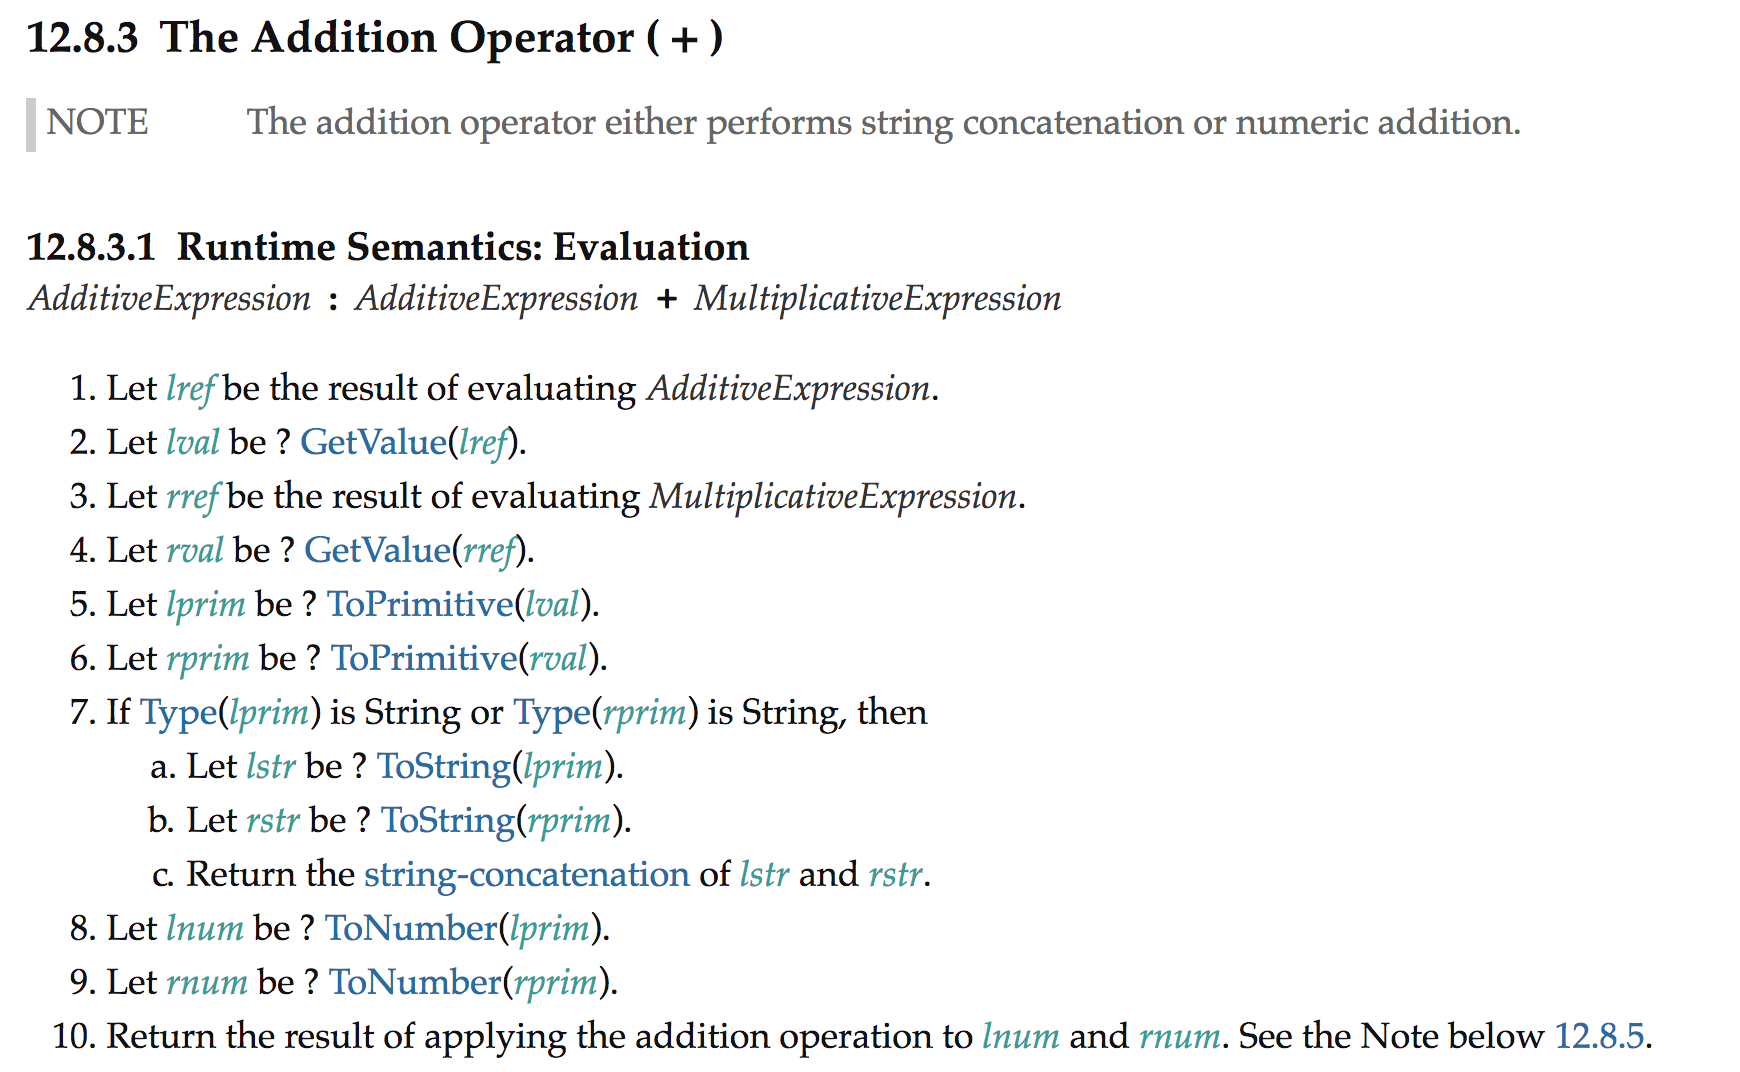 12.8.3 The Addition Operator ( + )
NOTE The addition operator either performs string concatenation or numeric addition.
12.8.3.1 Runtime Semantics: Evaluation
AdditiveExpression : AdditiveExpression + MultiplicativeExpression
1. Let lref be the result of evaluating AdditiveExpression.
2. Let lval be ? GetValue(lref).
3. Let rref be the result of evaluating MultiplicativeExpression.
4. Let rval be ? GetValue(rref).
5. Let lprim be ? ToPrimitive(lval).
6. Let rprim be ? ToPrimitive(rval).
7. If Type(lprim) is String or Type(rprim) is String, then
a. Let lstr be ? ToString(lprim).
b. Let rstr be ? ToString(rprim).
c. Return the string-concatenation of lstr and rstr.
8. Let lnum be ? ToNumber(lprim).
9. Let rnum be ? ToNumber(rprim).
10. Return the result of applying the addition operation to lnum and rnum. See the Note below 12.8.5.